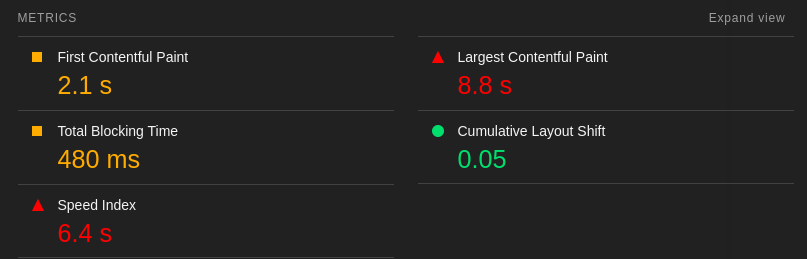 METRICS
Expand view
First Contentful Paint
2.1 s
Largest Contentful Paint
8.8 s
Total Blocking Time
480 ms
Cumulative Layout Shift
0.05
Speed Index
6.4 s